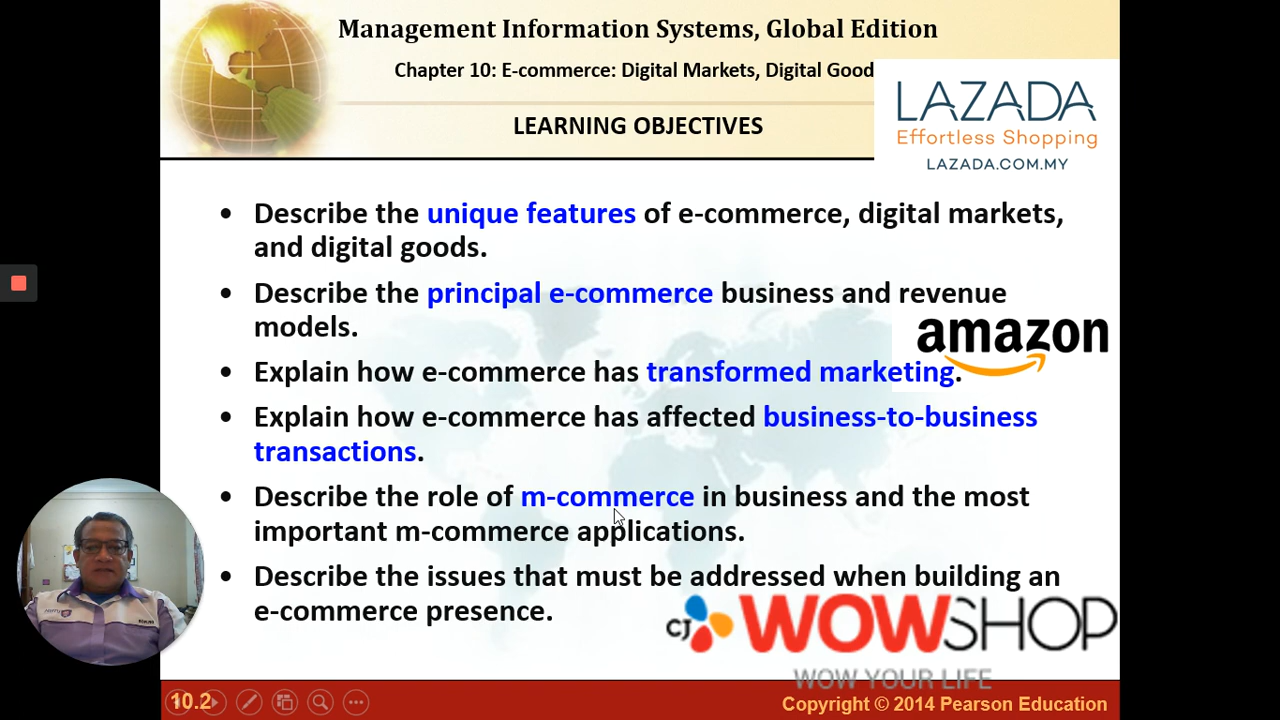 Management Information Systems, Global Edition
Chapter 10: E-commerce: Digital Markets, Digital Good
LAZADA
Effortless Shopping
LEARNING OBJECTIVES
LAZADA.COM.MY
• Describe the unique features of e-commerce, digital markets,
and digital goods.
• Describe the principal e-commerce business and revenue
models.
amazon
• Explain how e-commerce has transformed marketing.
• Explain how e-commerce has affected business-to-business
transactions.
• Describe the role of m-commerce in business and the most
important m-commerce applications.
• Describe the issues that must be addressed when building an
e-commerce presence.
CJ WOWSHOP
WOW YOUR LIFE
10.2
Copyright © 2014 Pearson Education